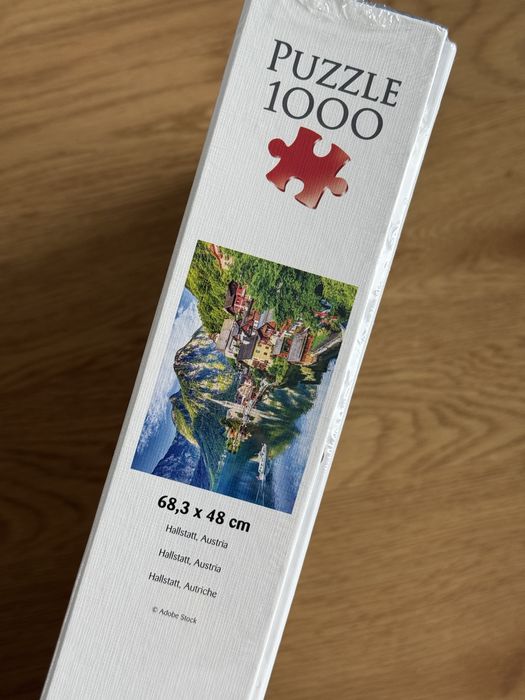 PUZZLE
1000
68,3 x 48 cm
Hallstatt, Austria
Hallstatt, Austria
Hallstatt, Autriche
© Adobe Stock